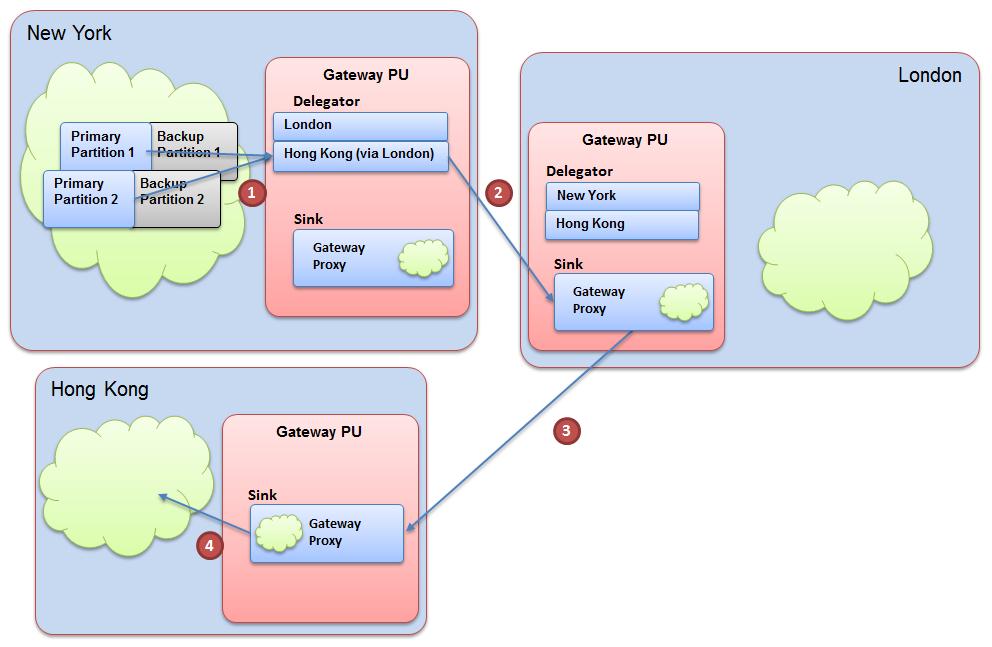 New York
Gateway PU
Delegator
London
Hong Kong (via London)
Primary
Partition 1
Backup
Partition 1
Primary
Partition 2
Backup
Partition 2
1
Sink
Gateway
Proxy
2
London
Gateway PU
Delegator
New York
Hong Kong
Sink
Gateway
Proxy
3
Hong Kong
Gateway PU
Sink
Gateway
Proxy
4